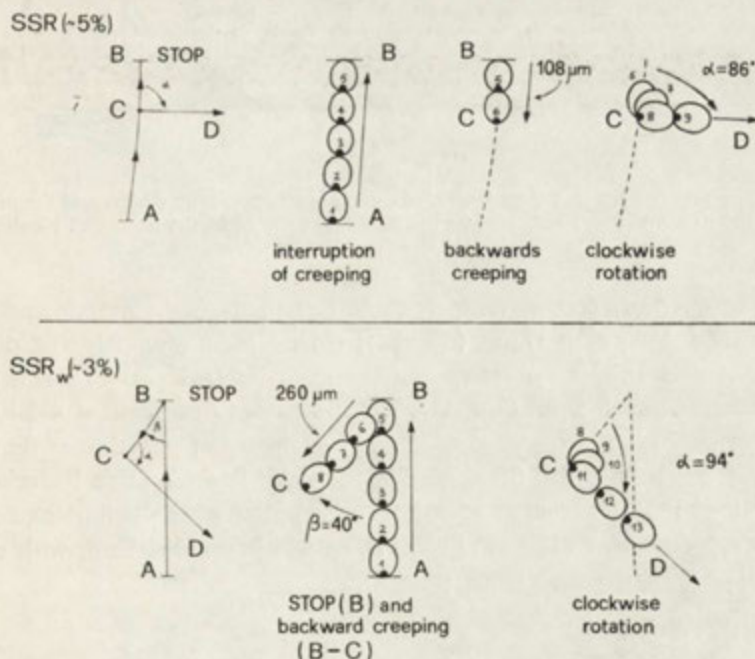 SSR (~5%)
B STOP
α
C
D
A
B
5
4
3
2
1
A
interruption
of creeping
B
5
6
C
108 μm
backwards
creeping
α=86°
6
7
8
9
C
D
clockwise
rotation
SSRw(~3%)
B STOP
β
C
α
D
A
260 μm
B
5
6
7
8
4
3
2
1
C
β=40°
A
STOP(B) and
backward creeping
(B-C)
8
9
10
11
12
13
C
α=94°
D
clockwise
rotation